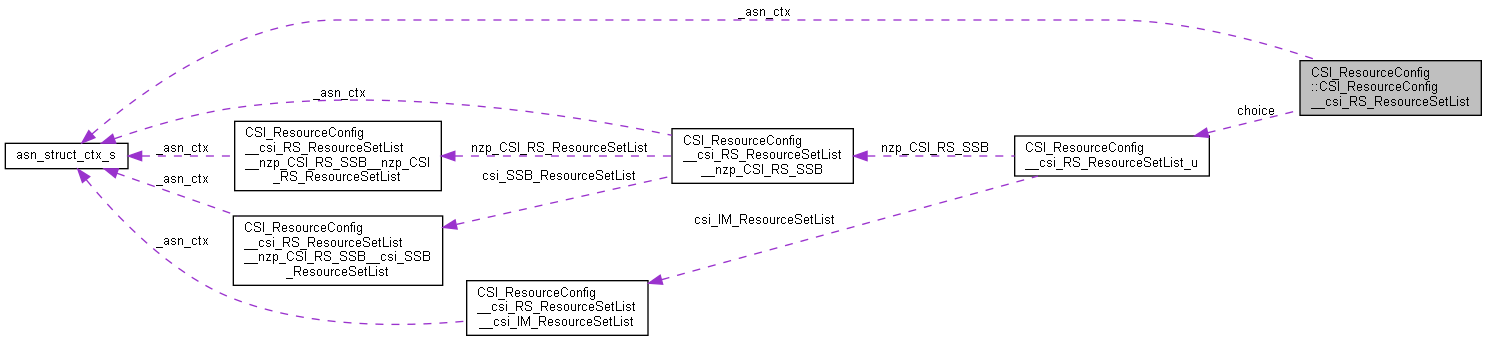 _asn_ctx
CSI_ResourceConfig
::CSI_ResourceConfig
__csi_RS_ResourceSetList
choice
_asn_ctx
asn_struct_ctx_s
_asn_ctx
CSI_ResourceConfig
__csi_RS_ResourceSetList
__nzp_CSI_RS_SSB__nzp_CSI
_RS_ResourceSetList
nzp_CSI_RS_ResourceSetList
CSI_ResourceConfig
__csi_RS_ResourceSetList
__nzp_CSI_RS_SSB
nzp_CSI_RS_SSB
CSI_ResourceConfig
__csi_RS_ResourceSetList_u
_asn_ctx
csi_SSB_ResourceSetList
CSI_ResourceConfig
__csi_RS_ResourceSetList
__nzp_CSI_RS_SSB__csi_SSB
_ResourceSetList
_asn_ctx
csi_IM_ResourceSetList
CSI_ResourceConfig
__csi_RS_ResourceSetList
__csi_IM_ResourceSetList